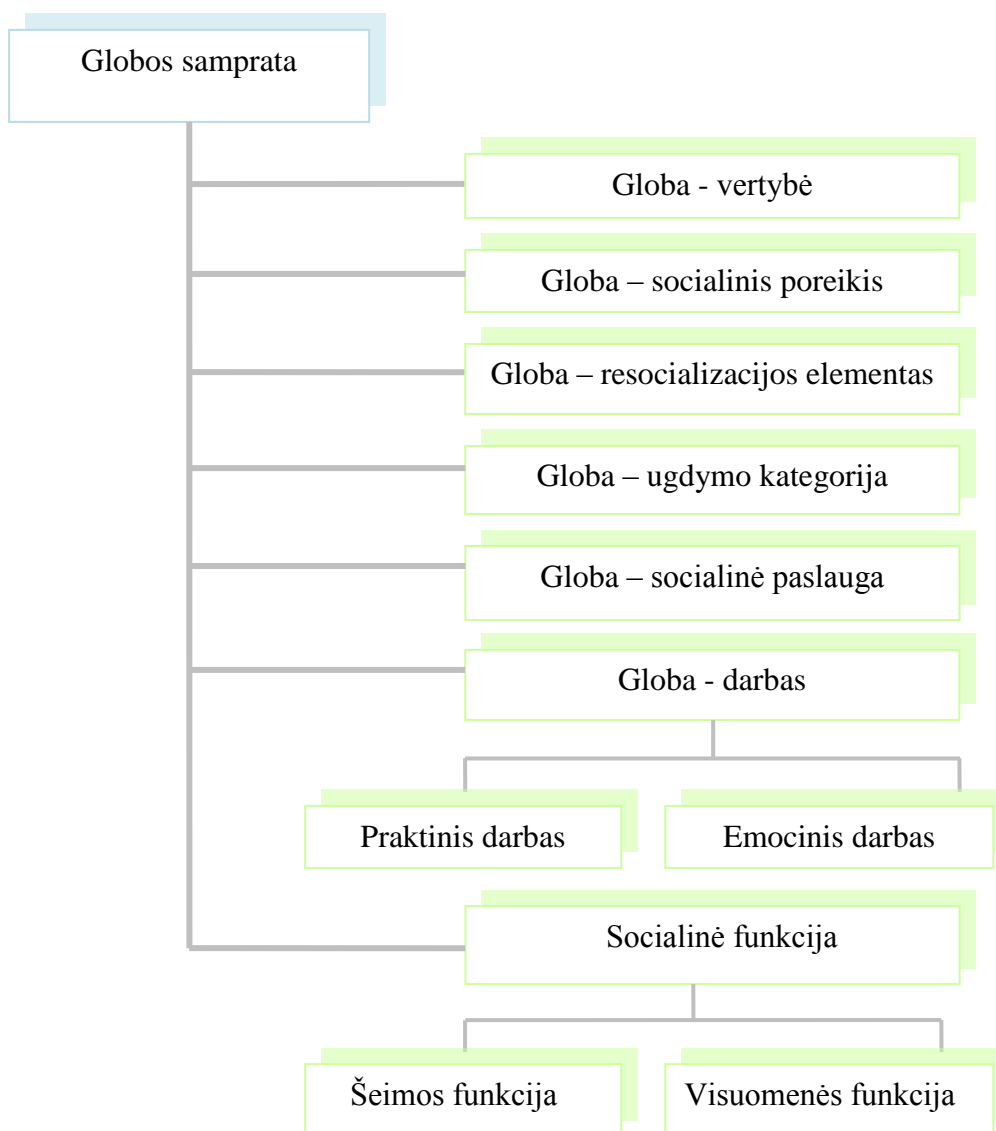 Globos samprata
Globa - vertybė
Globa – socialinis poreikis
Globa – resocializacijos elementas
Globa – ugdymo kategorija
Globa – socialinė paslauga
Globa - darbas
Praktinis darbas
Emocinis darbas
Socialinė funkcija
Šeimos funkcija
Visuomenės funkcija